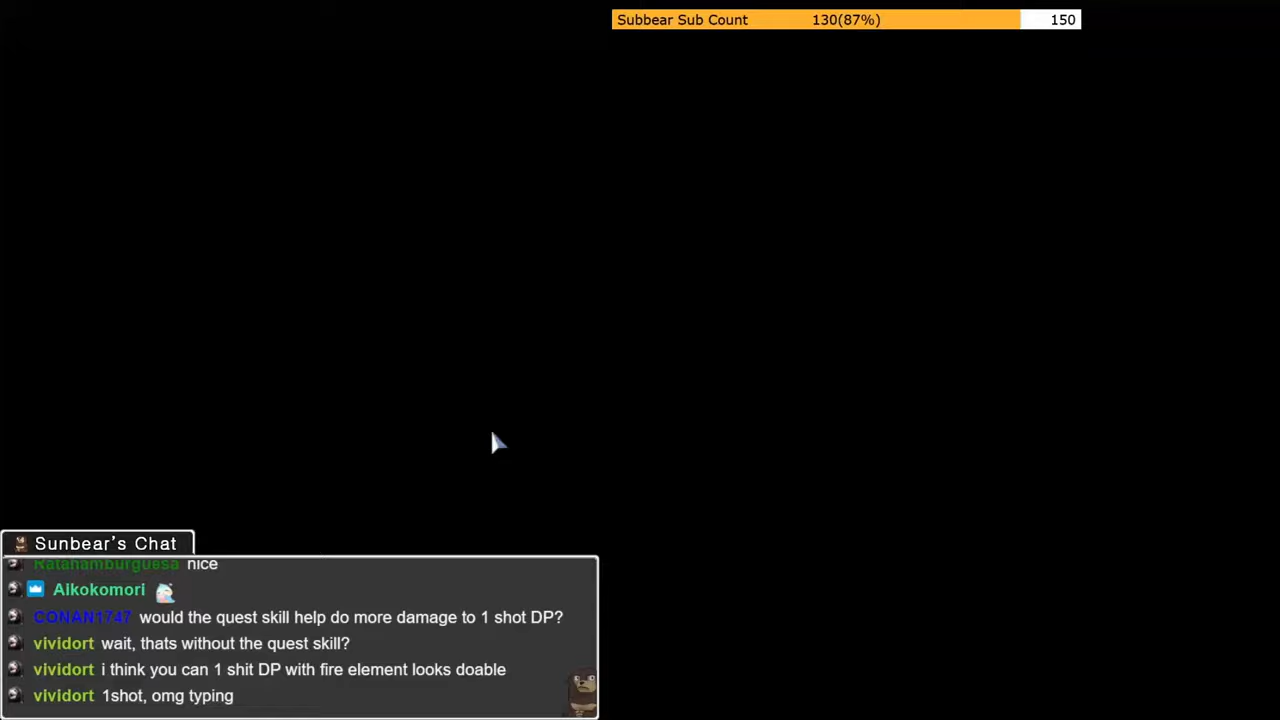 Subbear Sub Count 130(87%) 150
Sunbear's Chat
Ratahamburguesa nice
Aikokomori
CONAN1747 would the quest skill help do more damage to 1 shot DP?
vividort wait, thats without the quest skill?
vividort i think you can 1 shit DP with fire element looks doable
vividort 1shot, omg typing